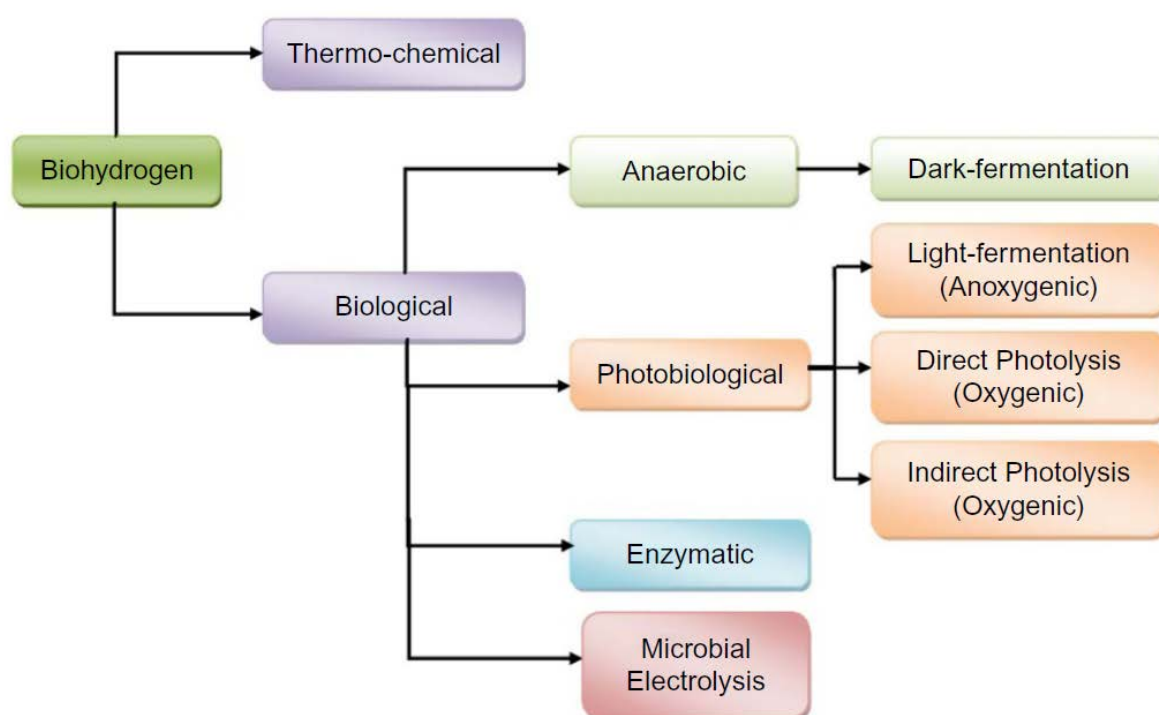 Thermo-chemical
Biohydrogen
Anaerobic
Dark-fermentation
Light-fermentation
(Anoxygenic)
Biological
Photobiological
Direct Photolysis
(Oxygenic)
Indirect Photolysis
(Oxygenic)
Enzymatic
Microbial
Electrolysis